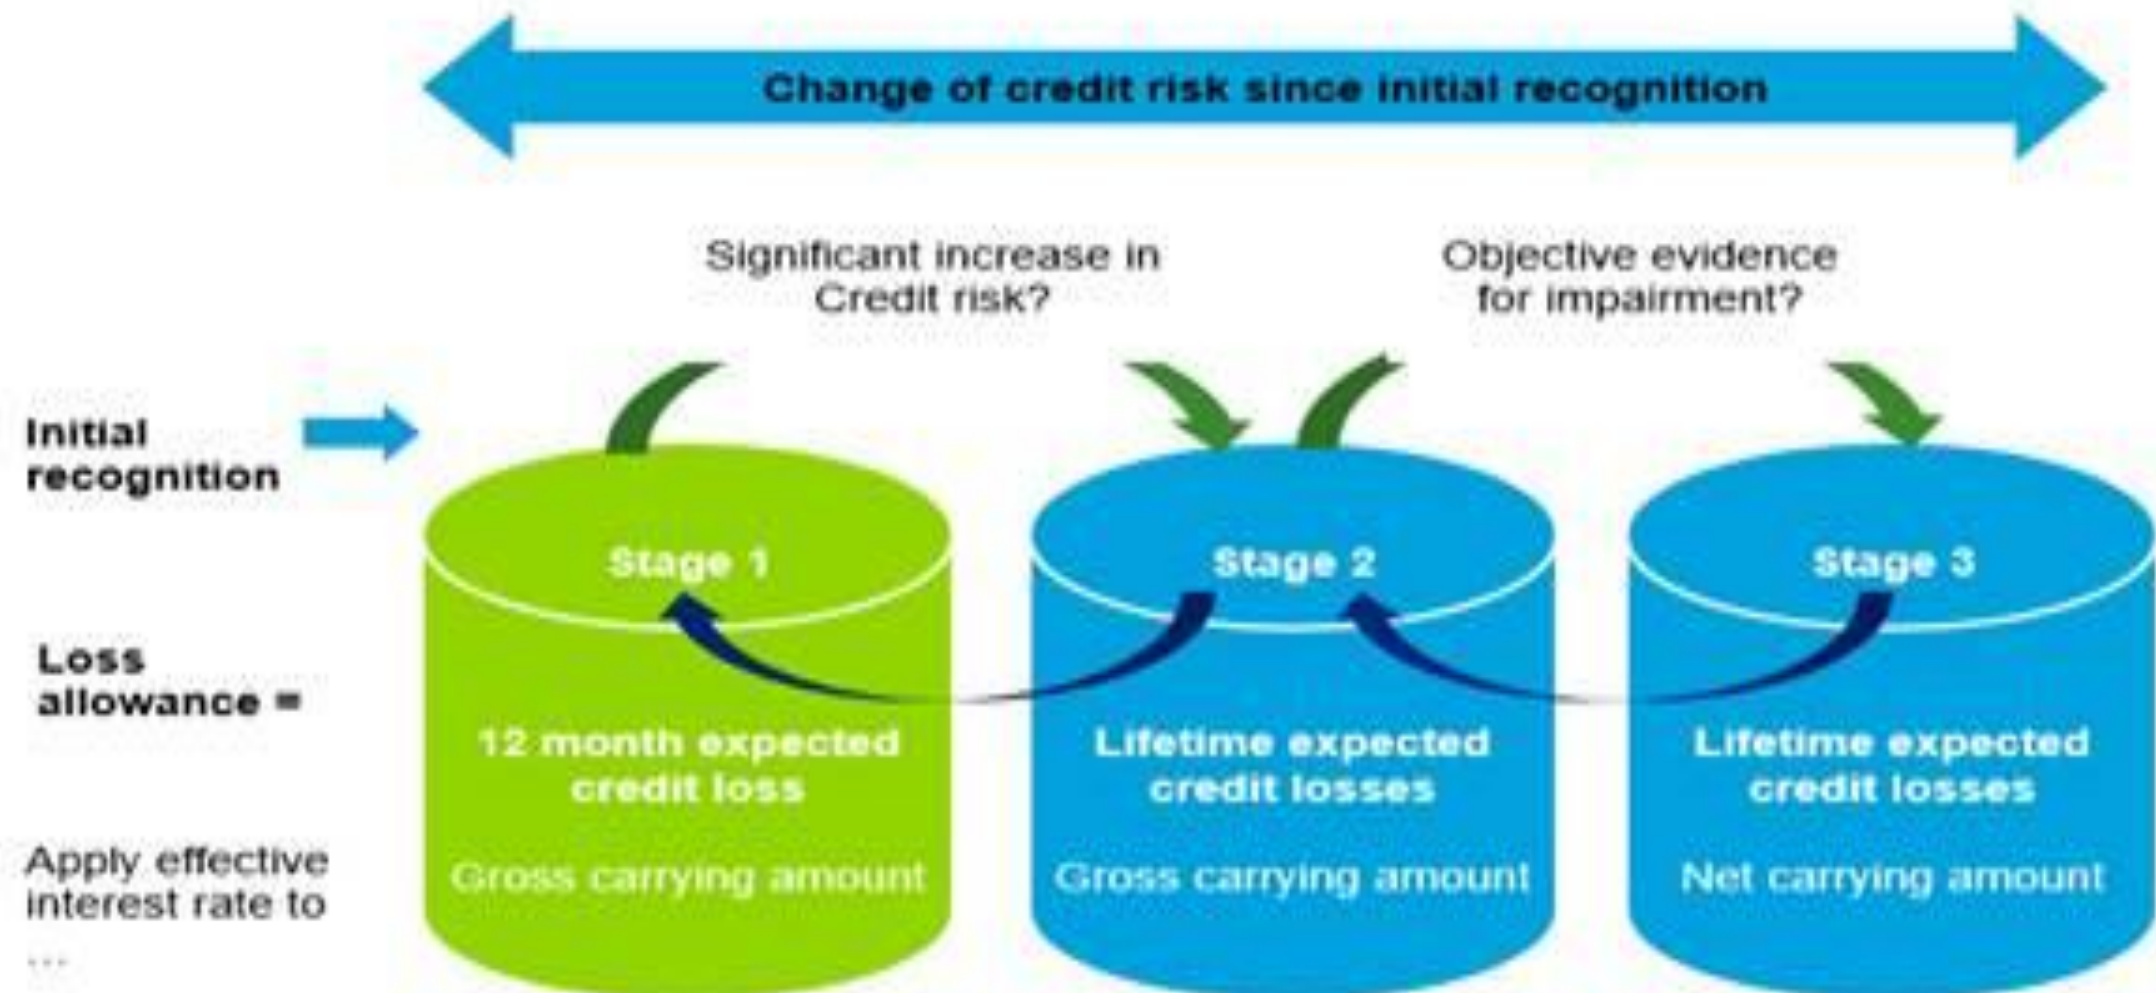 Change of credit risk since initial recognition
Significant increase in
Credit risk?
Objective evidence
for impairment?
Initial
recognition
Stage 1
Stage 2
Stage 3
Loss
allowance =
12 month expected
credit loss
Lifetime expected
credit losses
Lifetime expected
credit losses
Apply effective
interest rate to
...
Gross carrying amount
Gross carrying amount
Net carrying amount